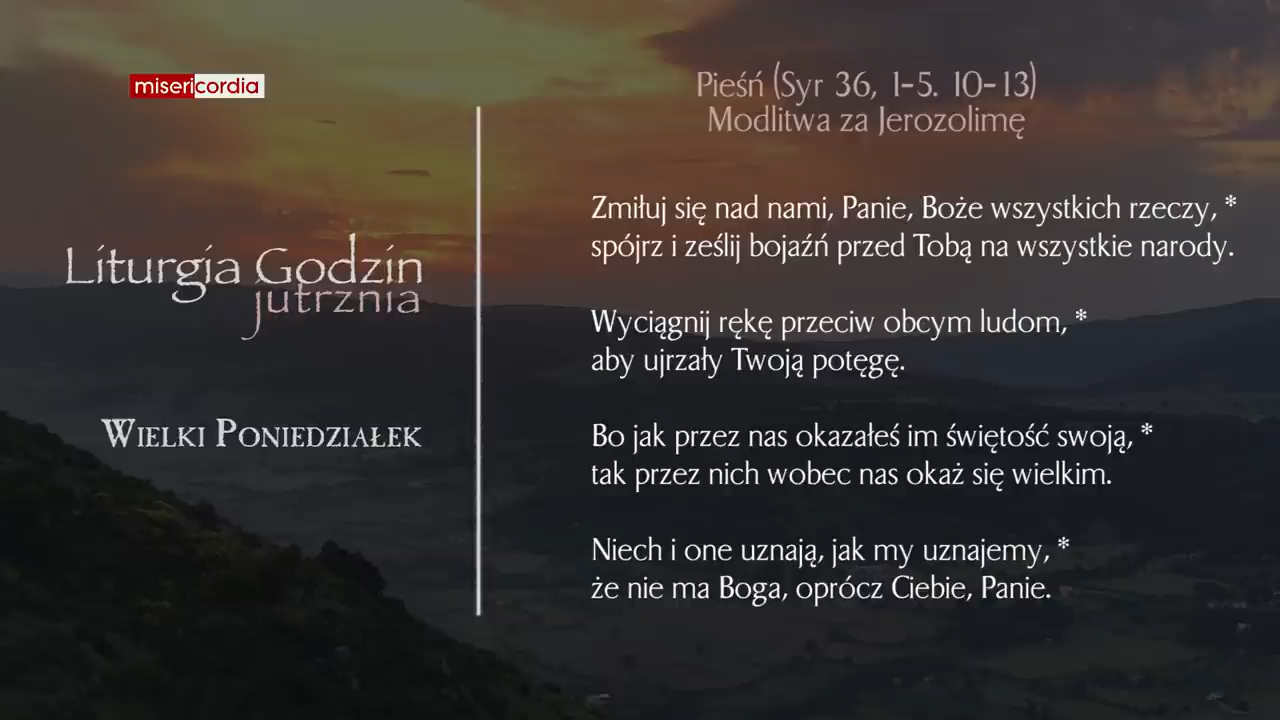 misericordia
Liturgia Godzin
jutrznia
Wielki Poniedziałek
Pieśń (Syr 36, 1-5. 10-13)
Modlitwa za Jerozolimę
Zmiłuj się nad nami, Panie, Boże wszystkich rzeczy, *
spójrz i ześlij bojaźń przed Tobą na wszystkie narody.
Wyciągnij rękę przeciw obcym ludom, *
aby ujrzały Twoją potęgę.
Bo jak przez nas okazałeś im świętość swoją, *
tak przez nich wobec nas okaż się wielkim.
Niech i one uznają, jak my uznajemy, *
że nie ma Boga, oprócz Ciebie, Panie.